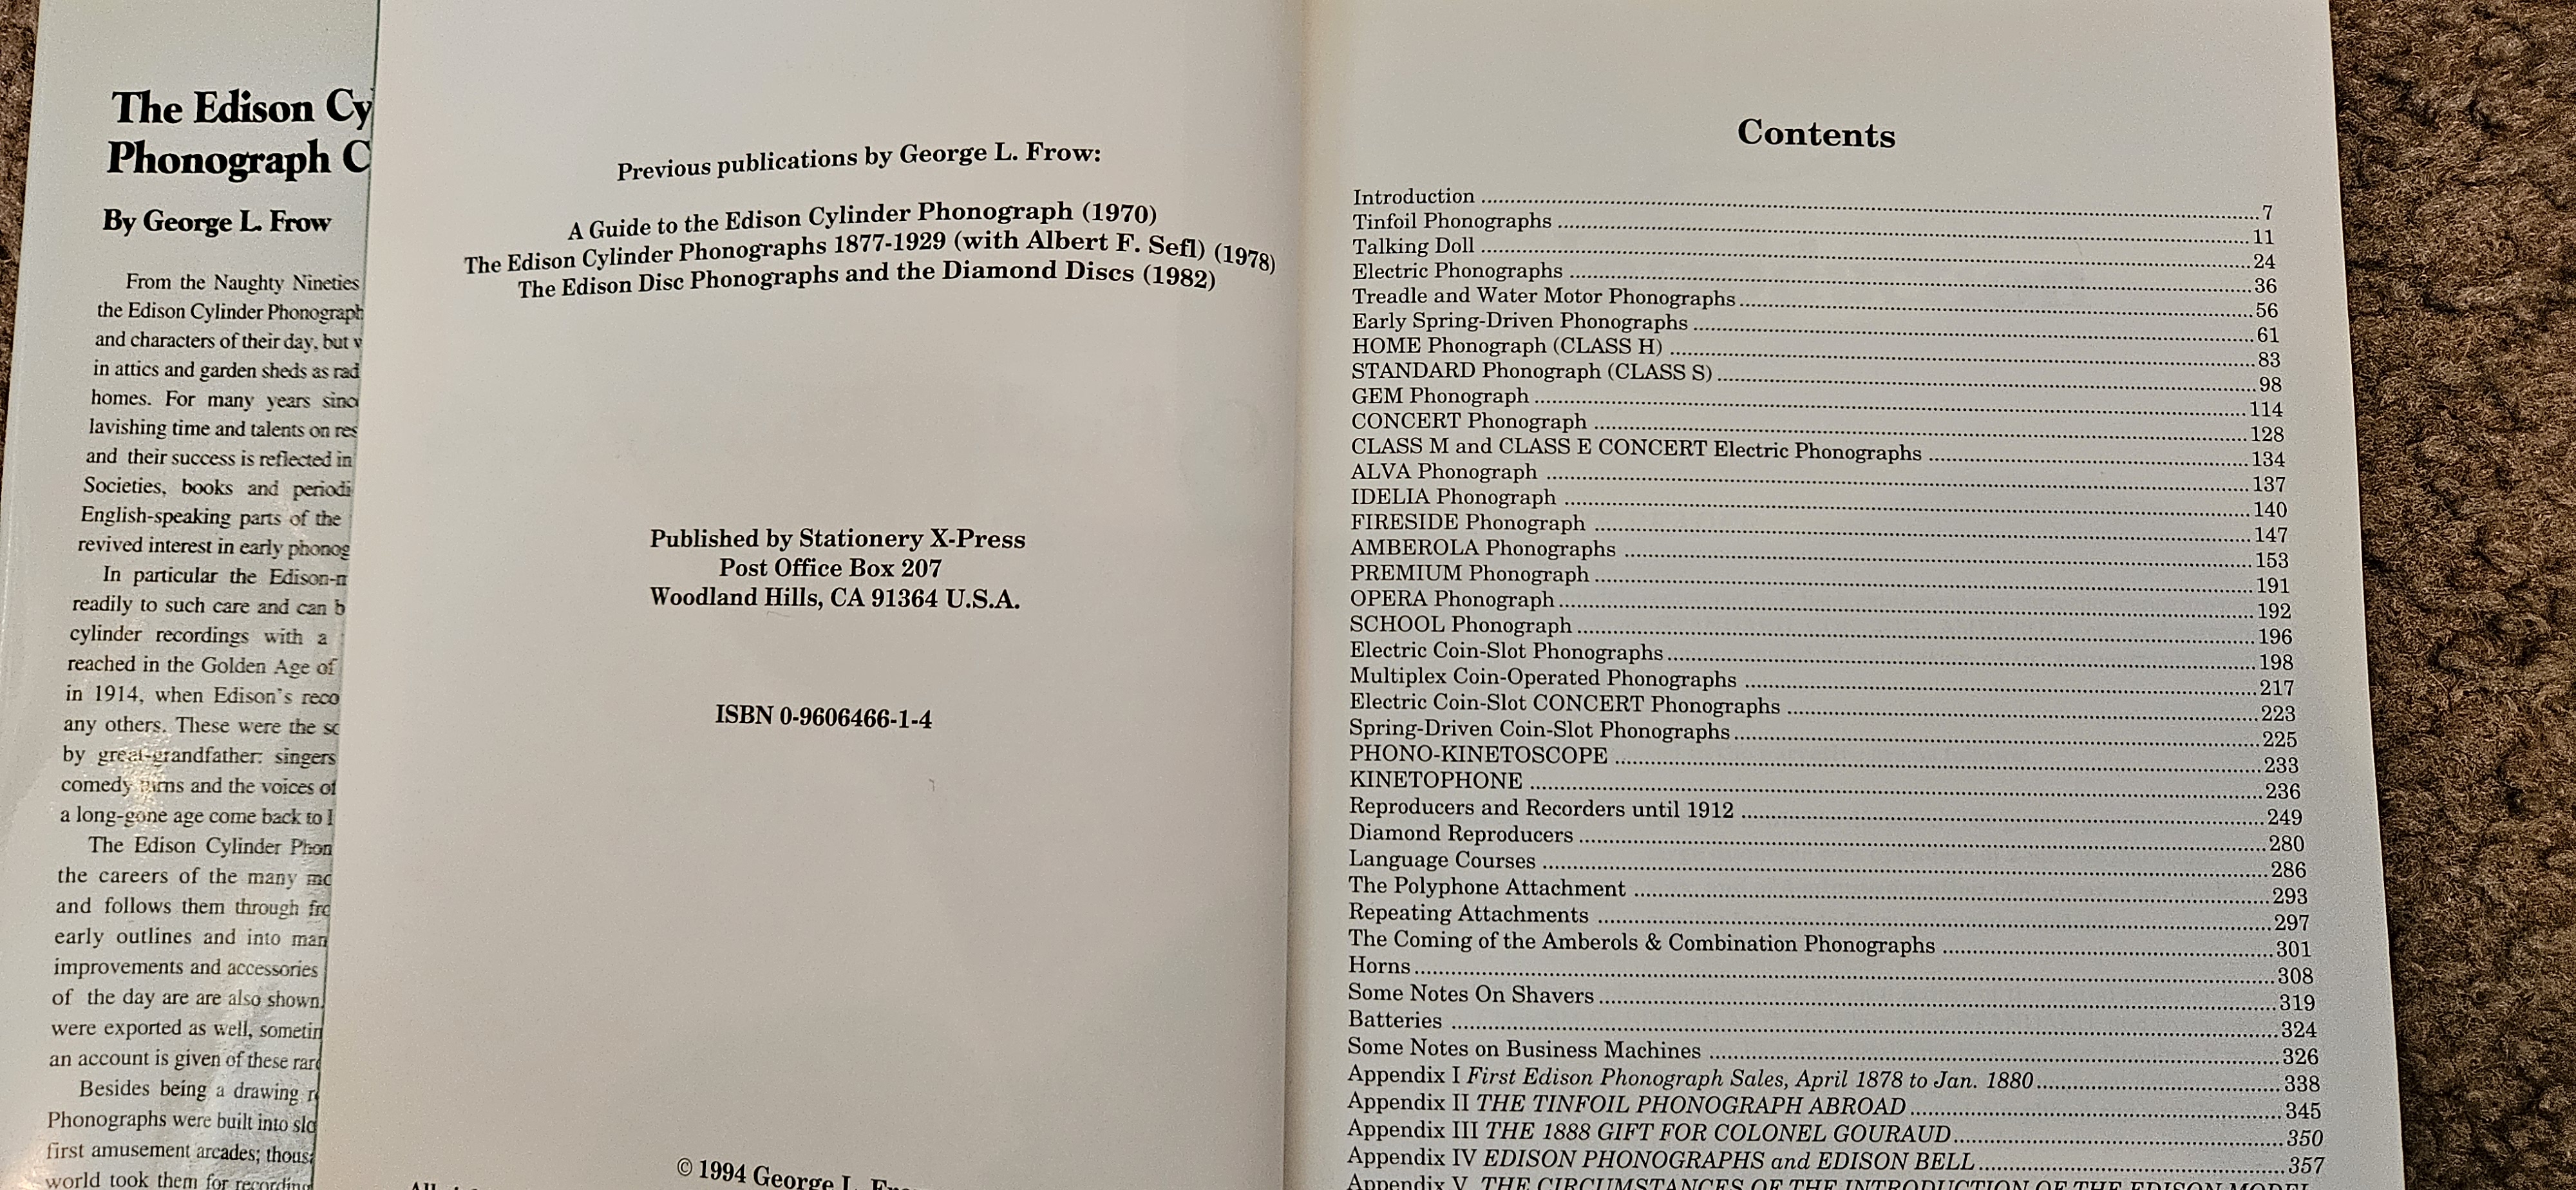 The Edison Cy
Phonograph C
By George L. Frow
From the Naughty Nineties
the Edison Cylinder Phonograph
and characters of their day, but
in attics and garden sheds as rad
homes. For many years
lavishing time and talents on res
and their success is reflected in
Societies, books and periodi
English-speaking parts of the
revived interest in early phonog
In particular the Edison-
readily to such care and can b
cylinder recordings with a
reached in the Golden Age of
in 1914, when Edison's reco
any others. These were the
by great-grandfather: singers
comedy turns and the voices of
a long-gone age come back to l
The Edison Cylinder Phon
the careers of the many
and follows them through
early outlines and into man
improvements and accessories
of the day are are also shown.
were exported as well, sometin
an account is given of these rar
Besides being a drawing r
Phonographs were built into slo
first amusement arcades; thous
world took them for recording
Previous publications by George L. Frow:
A Guide to the Edison Cylinder Phonograph (1970)
The Edison Cylinder Phonographs 1877-1929 (with Albert F. Sefl) (1978)
The Edison Disc Phonographs and the Diamond Discs (1982)
Published by Stationery X-Press
Post Office Box 207
Woodland Hills, CA 91364 U.S.A.
ISBN 0-9606466-1-4
© 1994 George L. Fr
Contents
Introduction 7
Tinfoil Phonographs 11
Talking Doll 24
Electric Phonographs 36
Treadle and Water Motor Phonographs 56
Early Spring-Driven Phonographs 61
HOME Phonograph (CLASS H) 83
STANDARD Phonograph (CLASS S) 98
GEM Phonograph 114
CONCERT Phonograph 128
CLASS M and CLASS E CONCERT Electric Phonographs 134
ALVA Phonograph 137
IDELIA Phonograph 140
FIRESIDE Phonograph 147
AMBEROLA Phonographs 153
PREMIUM Phonograph 191
OPERA Phonograph 192
SCHOOL Phonograph 196
Electric Coin-Slot Phonographs 198
Multiplex Coin-Operated Phonographs 217
Electric Coin-Slot CONCERT Phonographs 223
Spring-Driven Coin-Slot Phonographs 225
PHONO-KINETOSCOPE 233
KINETOPHONE 236
Reproducers and Recorders until 1912 249
Diamond Reproducers 280
Language Courses 286
The Polyphone Attachment 293
Repeating Attachments 297
The Coming of the Amberols & Combination Phonographs 301
Horns 308
Some Notes On Shavers 319
Batteries 324
Some Notes on Business Machines 326
Appendix I First Edison Phonograph Sales, April 1878 to Jan. 1880 338
Appendix II THE TINFOIL PHONOGRAPH ABROAD 345
Appendix III THE 1888 GIFT FOR COLONEL GOURAUD 350
Appendix IV EDISON PHONOGRAPHS and EDISON BELL 357
Appendix V THE CIRCUMSTANCES OF THE INTRODUCTION OF THE EDISON MODEL